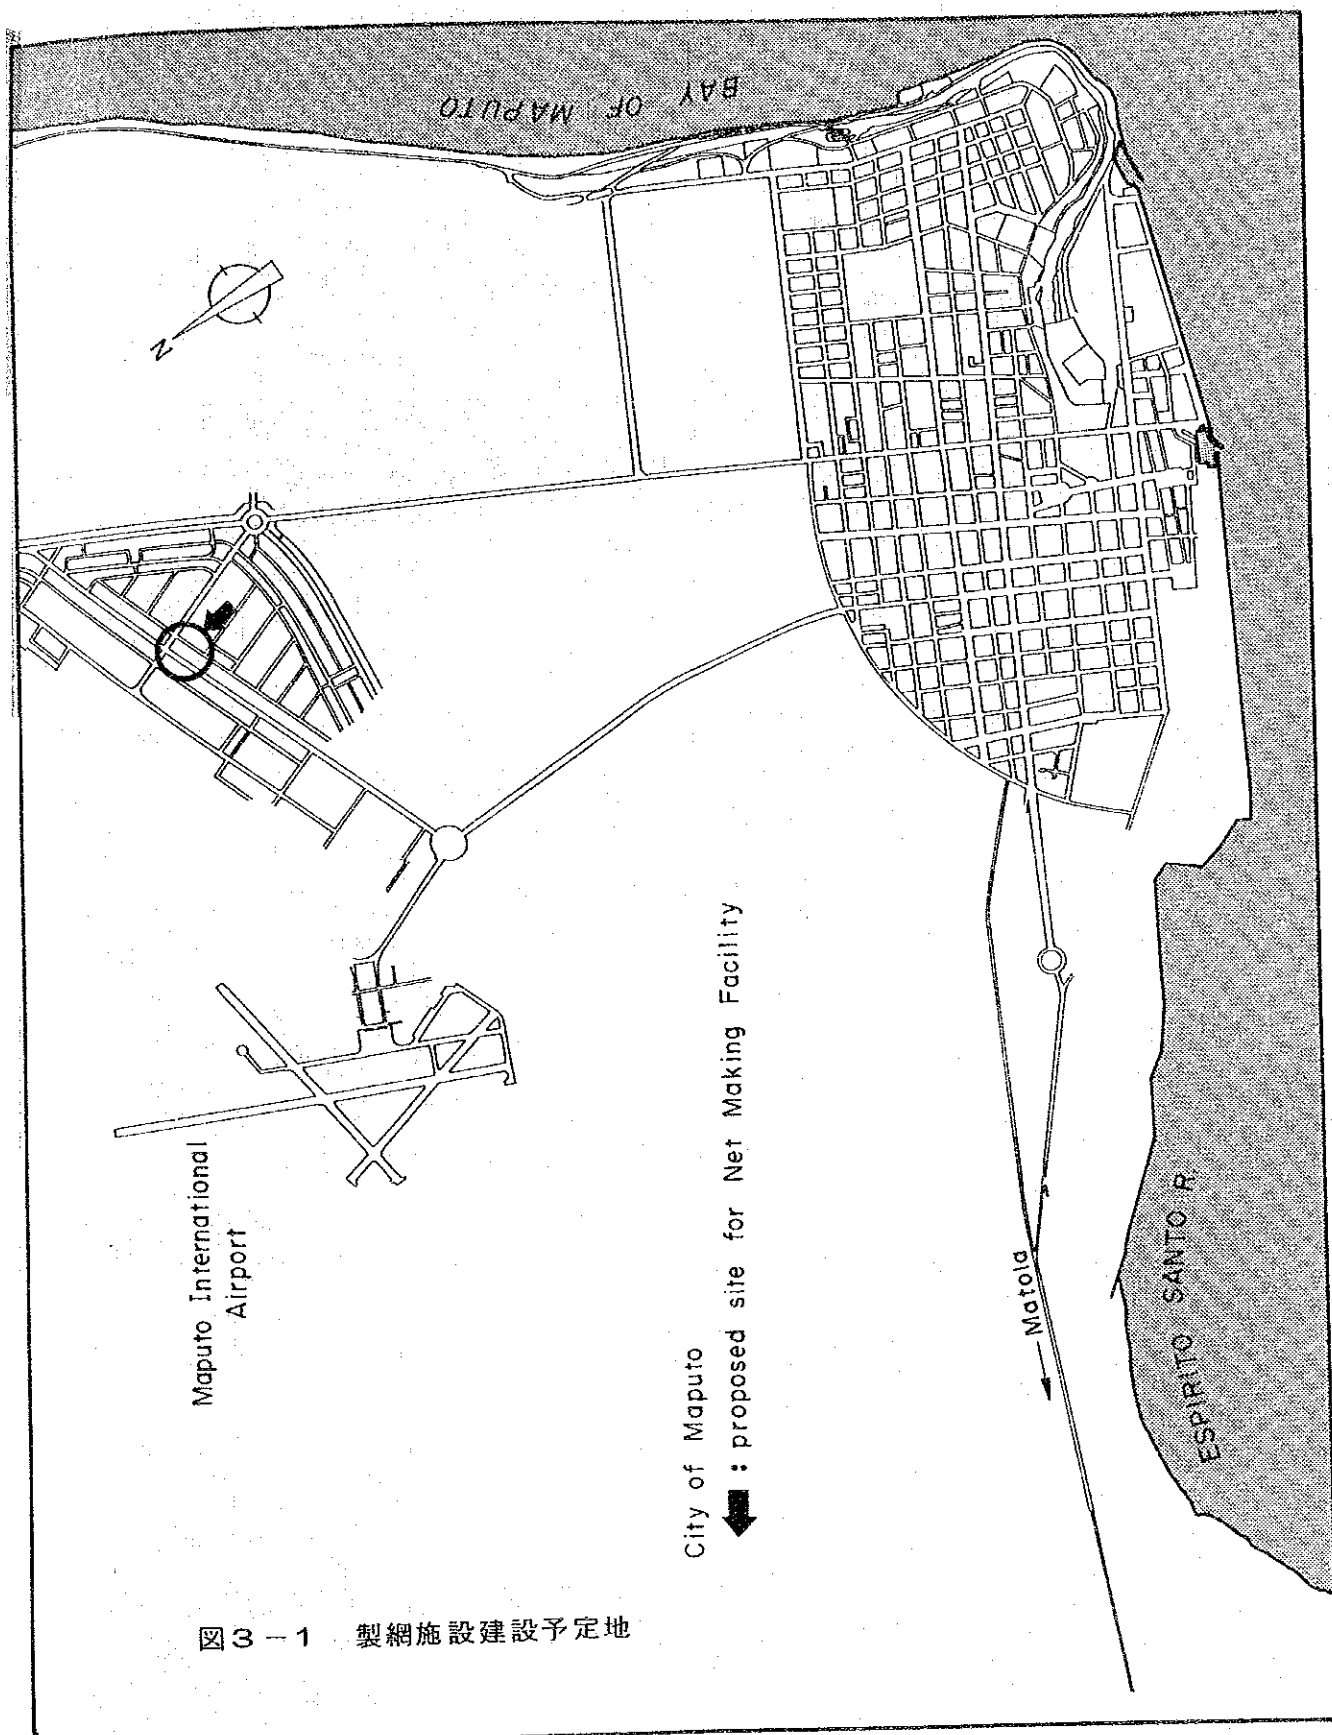 BAY OF MAPUTO
N
Maputo International
Airport
City of Maputo
: proposed site for Net Making Facility
Matola
ESPIRITO SANTO R.
図3-1 製網施設建設予定地